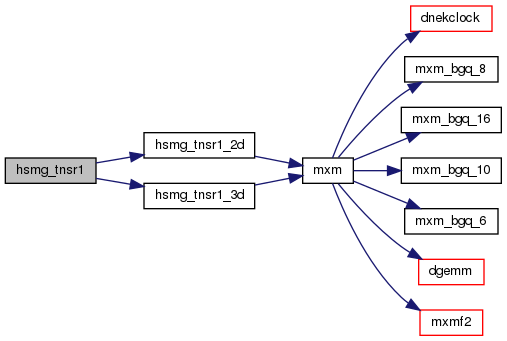 hsmg_tnsr1
hsmg_tnsr1_2d
hsmg_tnsr1_3d
mxm
dnekclock
mxm_bgq_8
mxm_bgq_16
mxm_bgq_10
mxm_bgq_6
dgemm
mxmf2